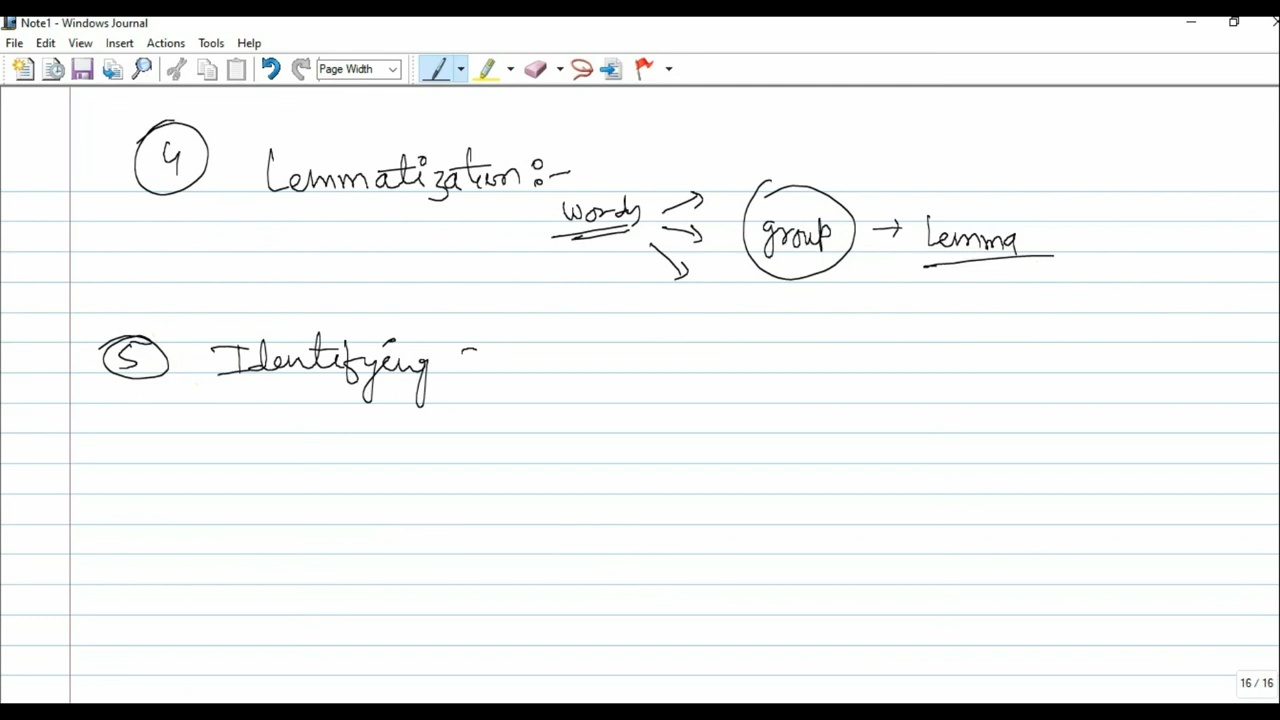 Note1 - Windows Journal
File Edit View Insert Actions Tools Help
Page Width
4 Lemmatization:-
words → group → Lemma
5 Identifying
16 / 16